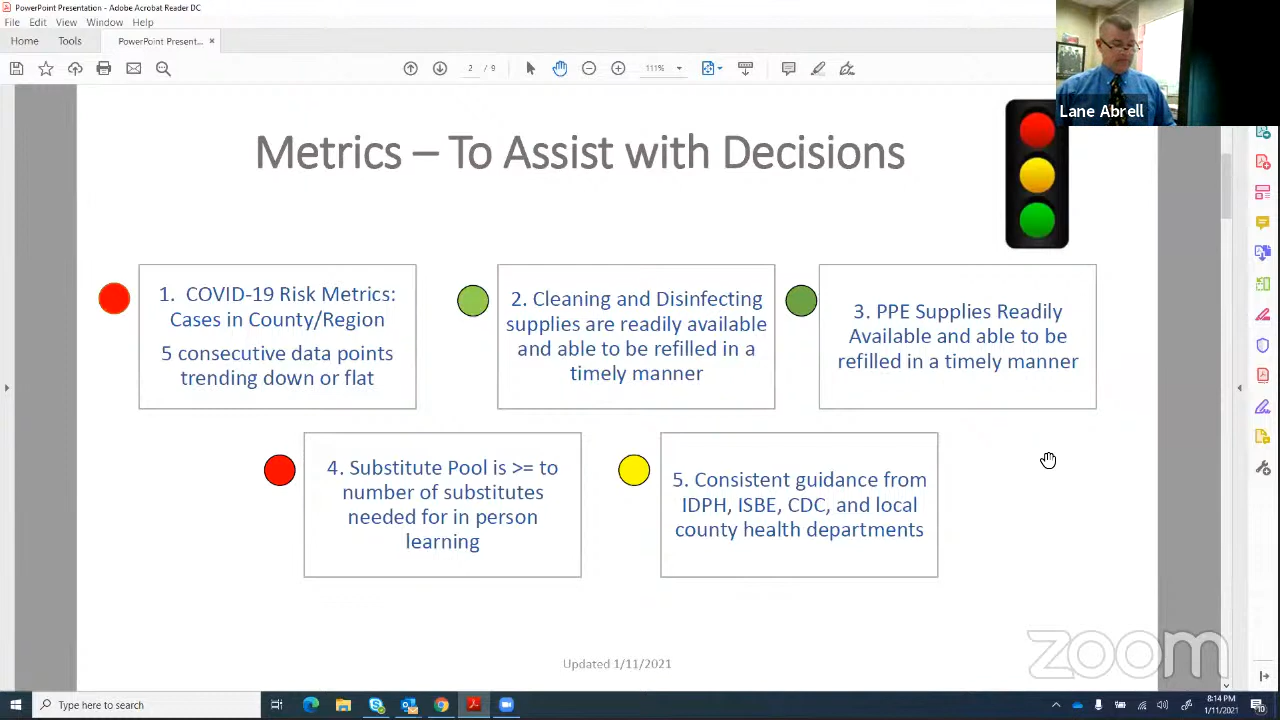 PowerPoint Presentation - Adobe Acrobat Reader DC
File Edit View Window Help
Home Tools PowerPoint Present... ×
2 / 9 111%
Lane Abrell
Metrics – To Assist with Decisions
1. COVID-19 Risk Metrics:
Cases in County/Region
5 consecutive data points
trending down or flat
2. Cleaning and Disinfecting
supplies are readily available
and able to be refilled in a
timely manner
3. PPE Supplies Readily
Available and able to be
refilled in a timely manner
4. Substitute Pool is >= to
number of substitutes
needed for in person
learning
5. Consistent guidance from
IDPH, ISBE, CDC, and local
county health departments
Updated 1/11/2021
zoom
Type here to search
8:14 PM
1/11/2021